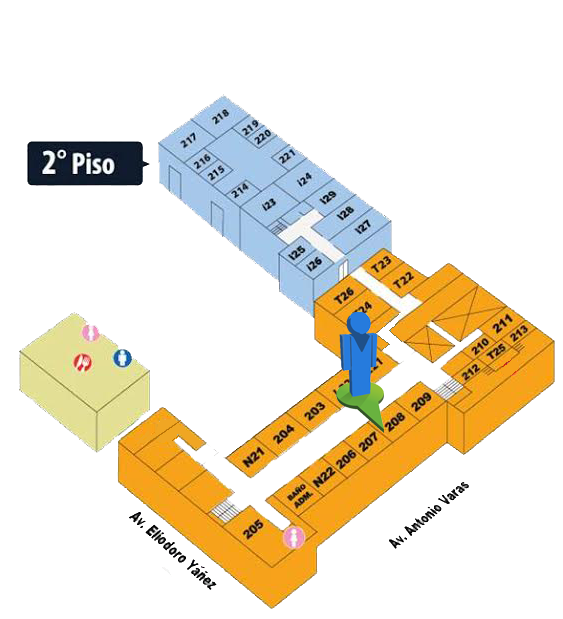 2° Piso
218
219
217
220
216
221
215
214
I24
I23
I29
I28
I27
I25
I26
T23
T22
T26
211
213
210
T25
212
209
208
207
206
203
204
N21
N22
BAÑO
ADM.
205
Av. Antonio Varas
Av. Eliodoro Yáñez